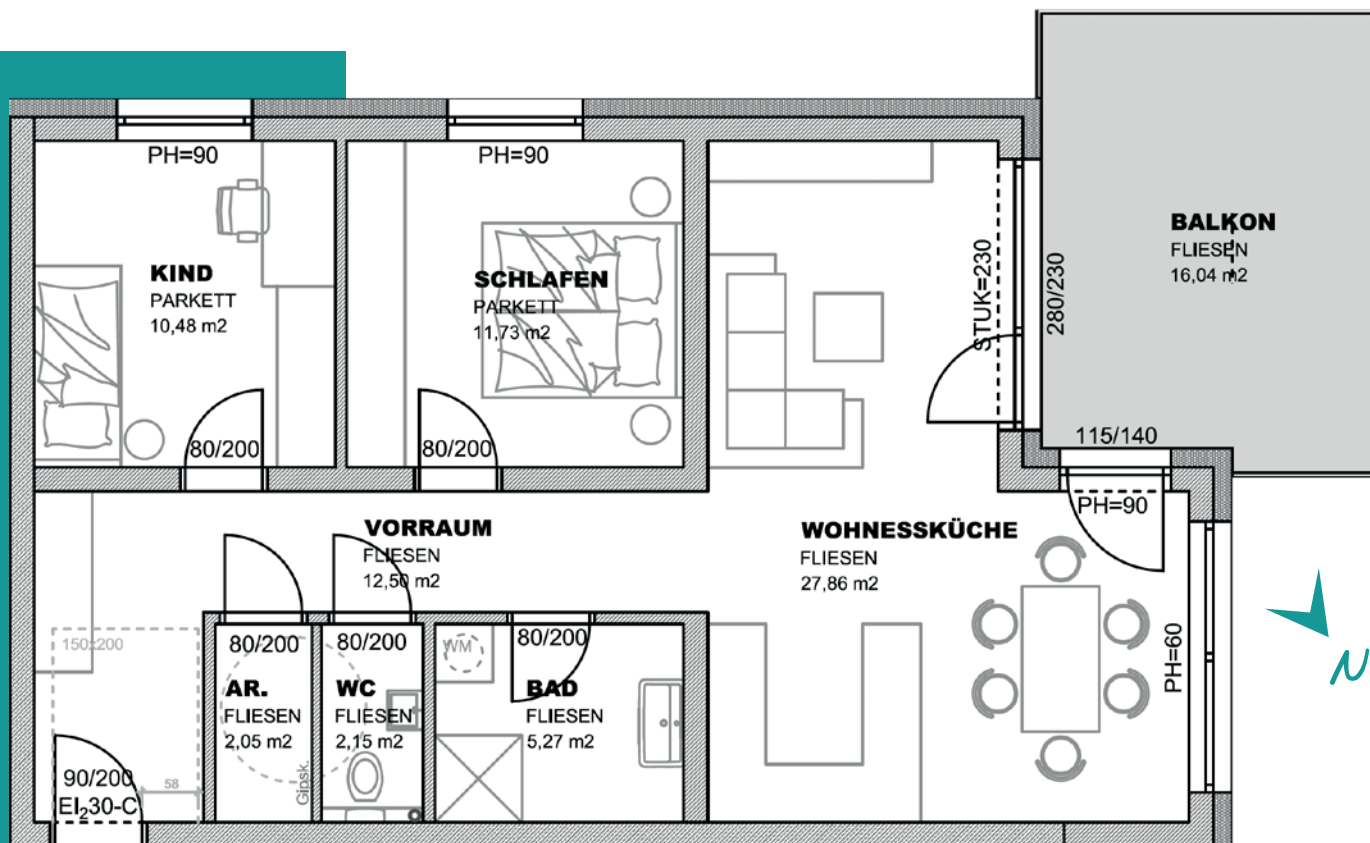 PH=90
PH=90
KIND
PARKETT
10,48 m2
80/200
SCHLAFEN
PARKETT
11,73 m2
80/200
STUK=230
280/230
BALKON
FLIESEN
16,04 m2
115/140
PH=90
VORRAUM
FLIESEN
12,50 m2
WOHNESSKÜCHE
FLIESEN
27,86 m2
PH=60
N
150x200
80/200
AR.
FLIESEN
2,05 m2
Gipsk.
80/200
WC
FLIESEN
2,15 m2
WM
80/200
BAD
FLIESEN
5,27 m2
58
90/200
EI₂30-C